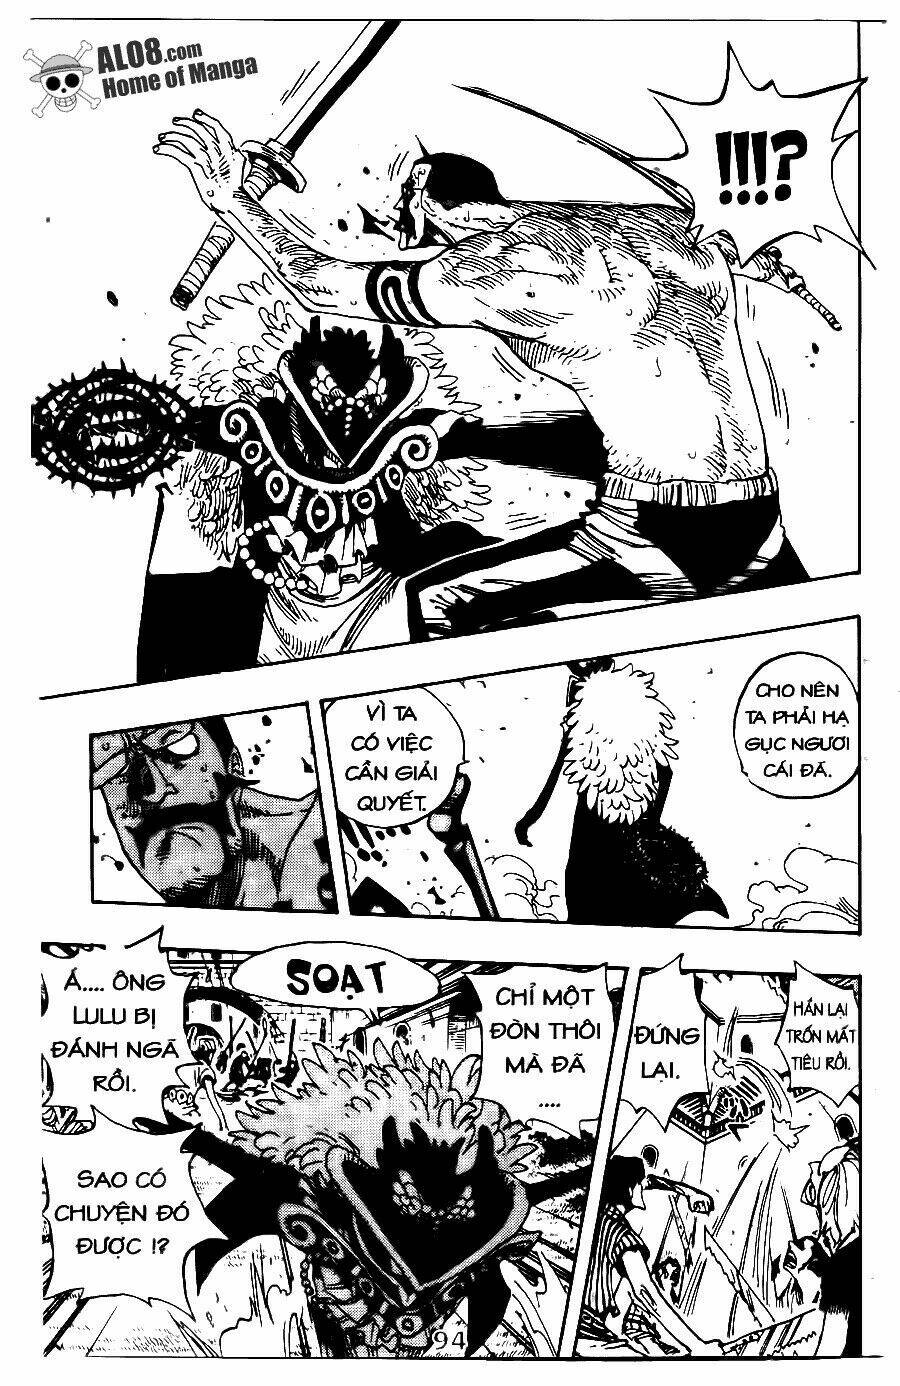 AL08.com
Home of Manga
!!!?
CHO NÊN
TA PHẢI HẠ
GỤC NGƯƠI
CÁI ĐÃ.
VÌ TA
CÓ VIỆC
CẦN GIẢI
QUYẾT.
HẮN LẠI
TRỐN MẤT
TIÊU RỒI.
ĐỨNG
LẠI.
CHỈ MỘT
ĐÒN THÔI
MÀ ĐÃ
....
SOẠT
Á.... ÔNG
LULU BỊ
ĐÁNH NGÃ
RỒI.
SAO CÓ
CHUYỆN ĐÓ
ĐƯỢC !?
94